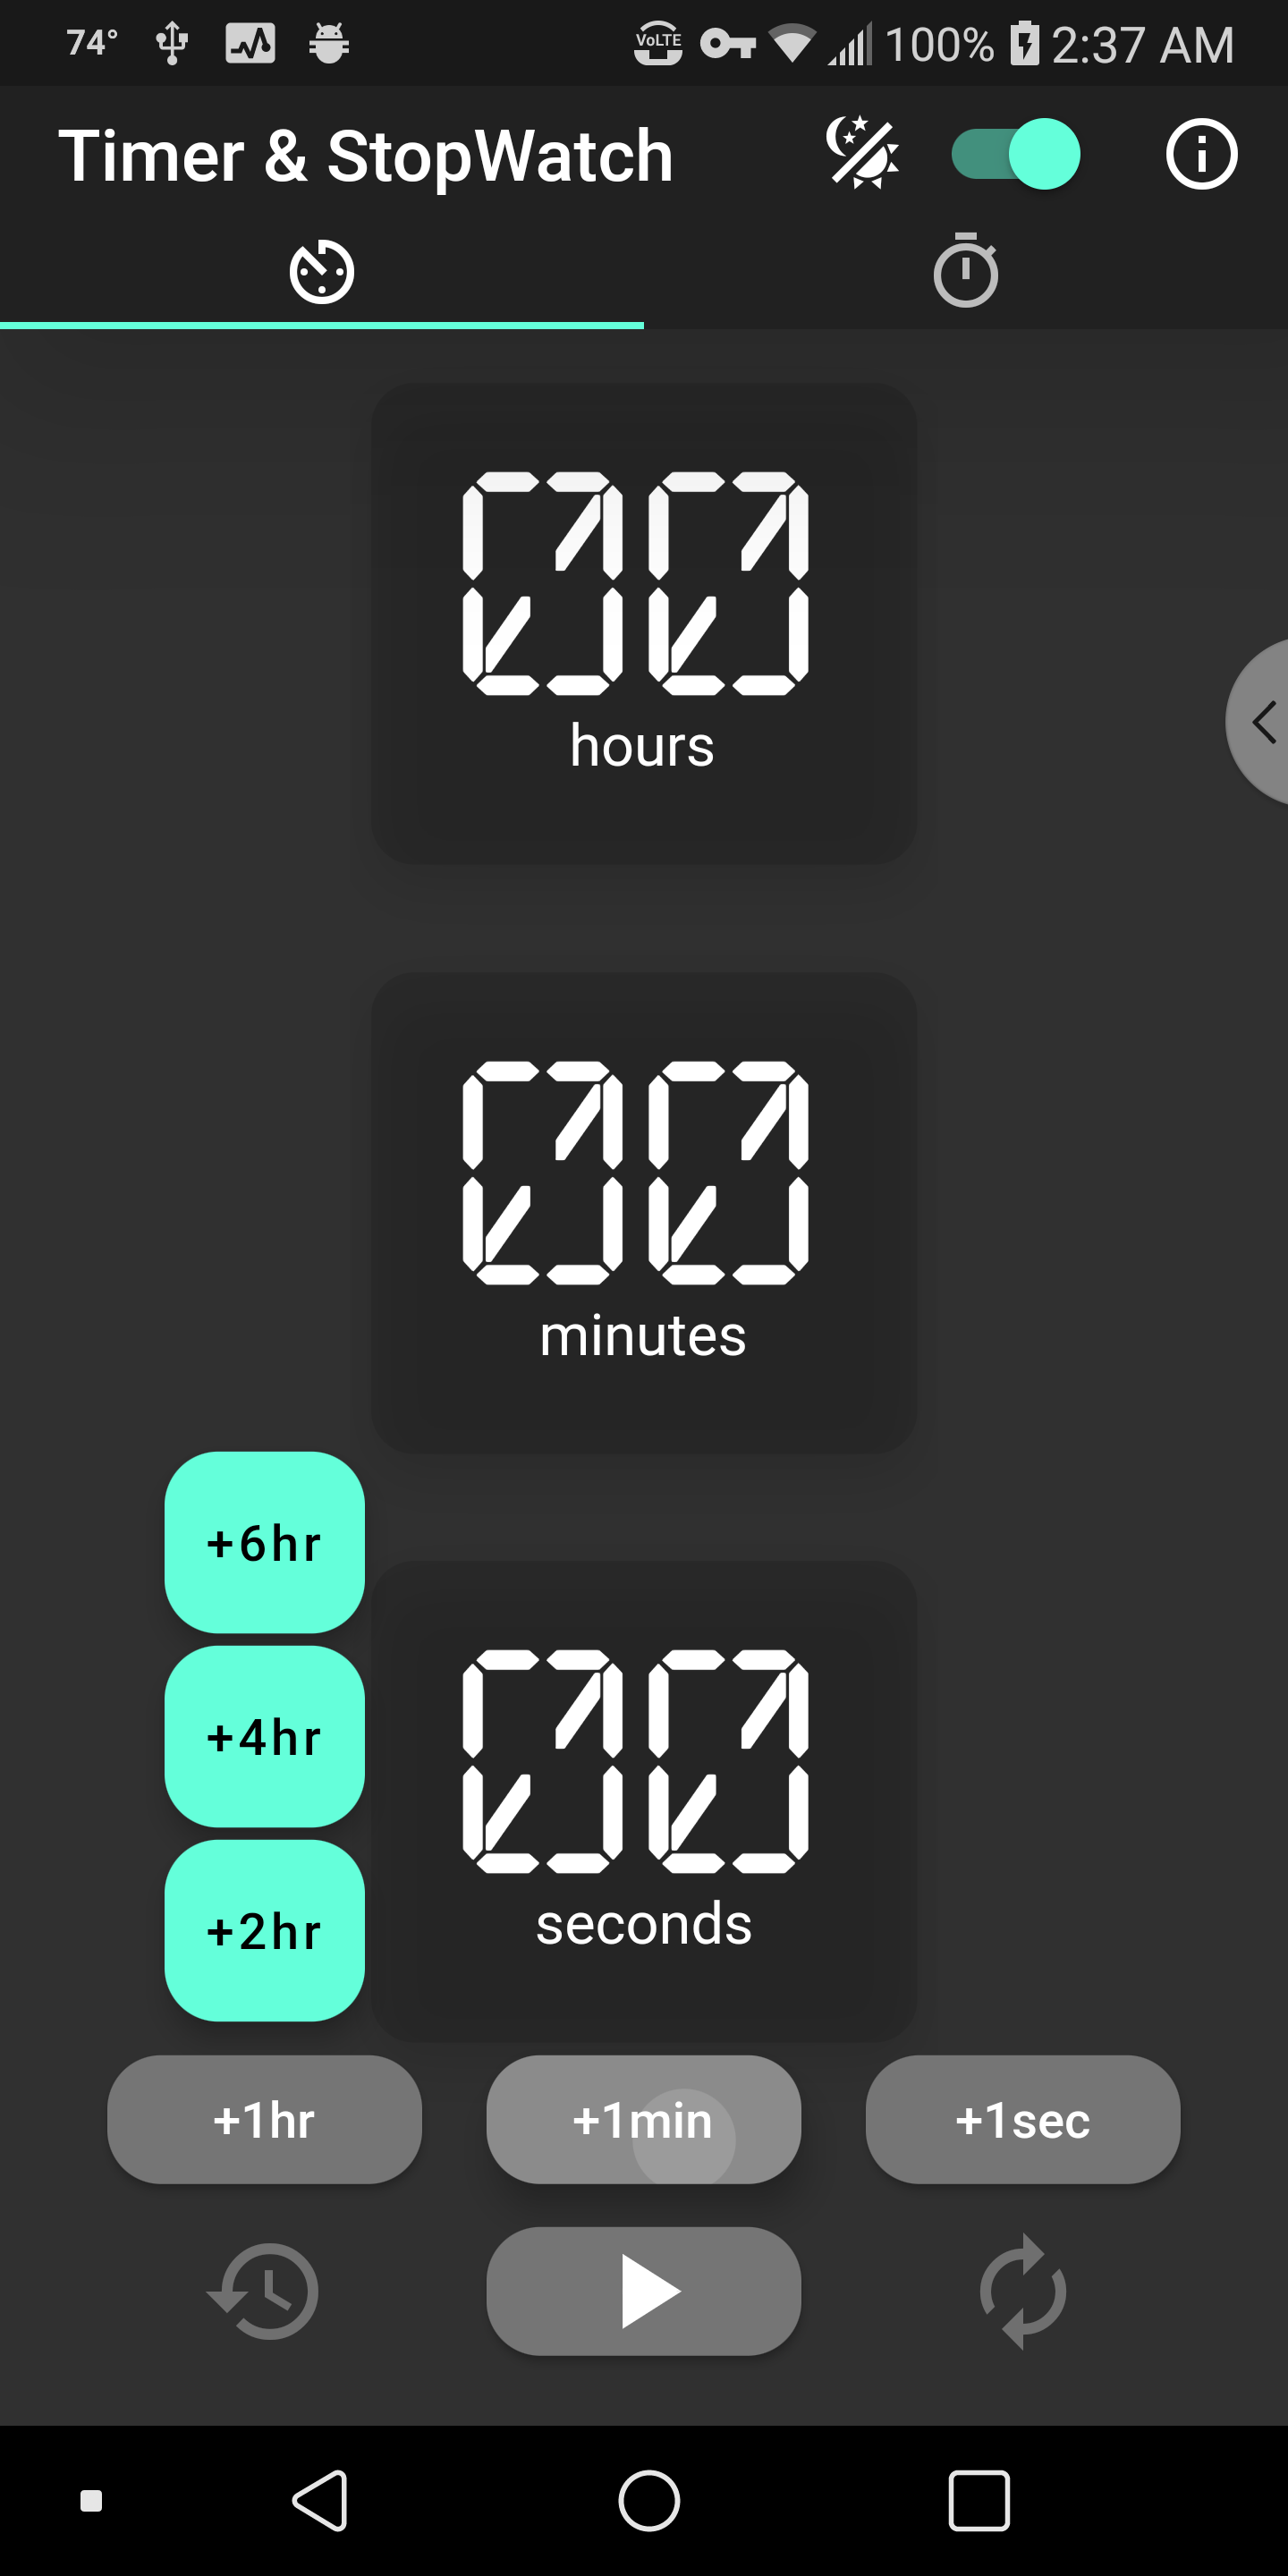 74° VoLTE 100% 2:37 AM
Timer & StopWatch
00
hours
00
minutes
+6hr
00
+4hr
seconds
+2hr
+1hr +1min +1sec